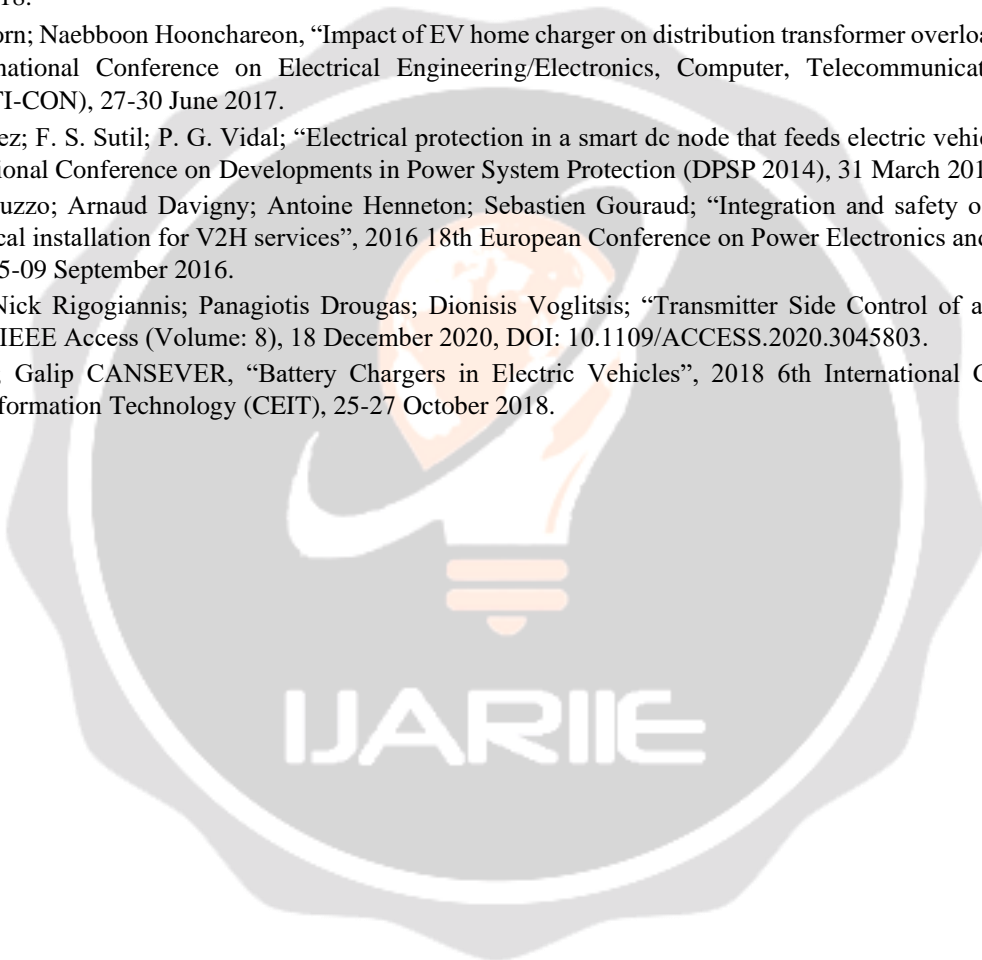 18.
orn; Naebboon Hoonchareon, “Impact of EV home charger on distribution transformer overloa
national Conference on Electrical Engineering/Electronics, Computer, Telecommunicat
TI-CON), 27-30 June 2017.
ez; F. S. Sutil; P. G. Vidal; “Electrical protection in a smart dc node that feeds electric vehic
ional Conference on Developments in Power System Protection (DPSP 2014), 31 March 201
uzzo; Arnaud Davigny; Antoine Henneton; Sebastien Gouraud; “Integration and safety o
cal installation for V2H services”, 2016 18th European Conference on Power Electronics and
5-09 September 2016.
Nick Rigogiannis; Panagiotis Drougas; Dionisis Voglitsis; “Transmitter Side Control of a
IEEE Access (Volume: 8), 18 December 2020, DOI: 10.1109/ACCESS.2020.3045803.
, Galip CANSEVER, “Battery Chargers in Electric Vehicles”, 2018 6th International C
formation Technology (CEIT), 25-27 October 2018.
IJARIIE